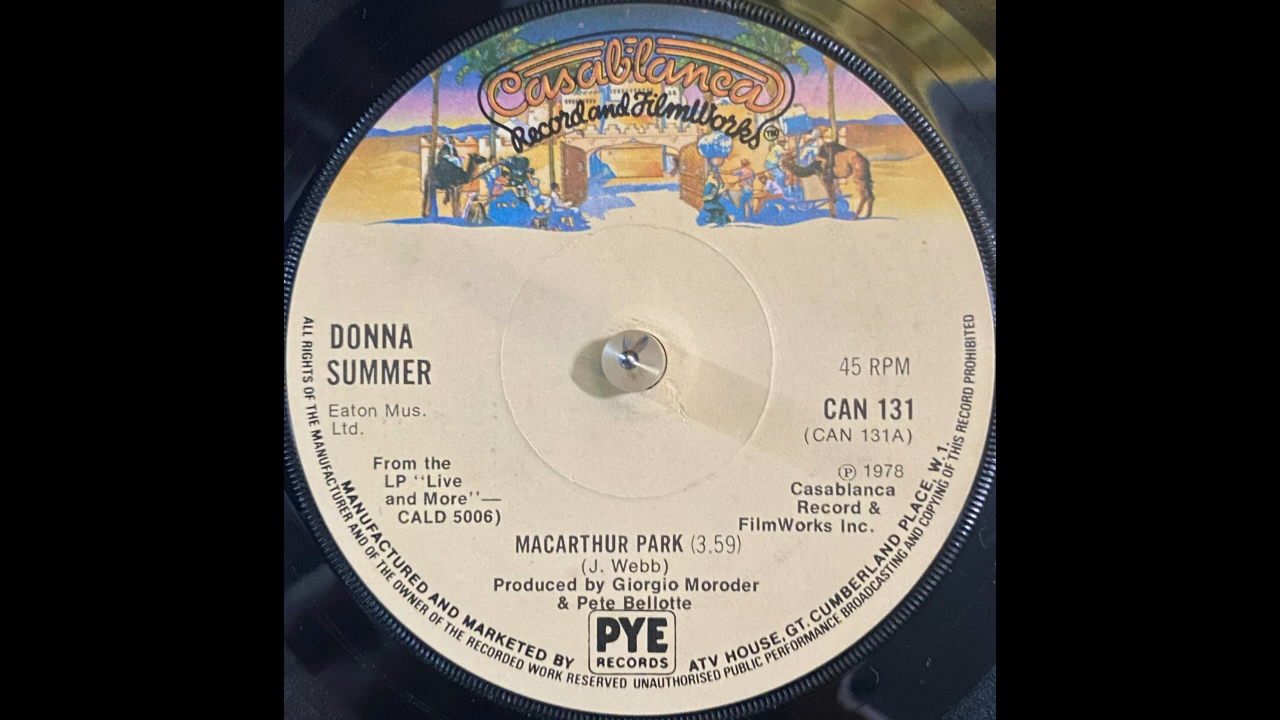 Casablanca
Record and FilmWorks™
DONNA
SUMMER
Eaton Mus.
Ltd.
From the
LP "Live
and More"—
CALD 5006)
45 RPM
CAN 131
(CAN 131A)
Ⓟ 1978
Casablanca
Record &
FilmWorks Inc.
MACARTHUR PARK (3.59)
(J. Webb)
Produced by Giorgio Moroder
& Pete Bellotte
PYE
RECORDS
MANUFACTURED AND MARKETED BY
ATV HOUSE, GT. CUMBERLAND PLACE, W.1.
ALL RIGHTS OF THE MANUFACTURER AND OF THE OWNER OF THE RECORDED WORK RESERVED UNAUTHORISED PUBLIC PERFORMANCE BROADCASTING AND COPYING OF THIS RECORD PROHIBITED